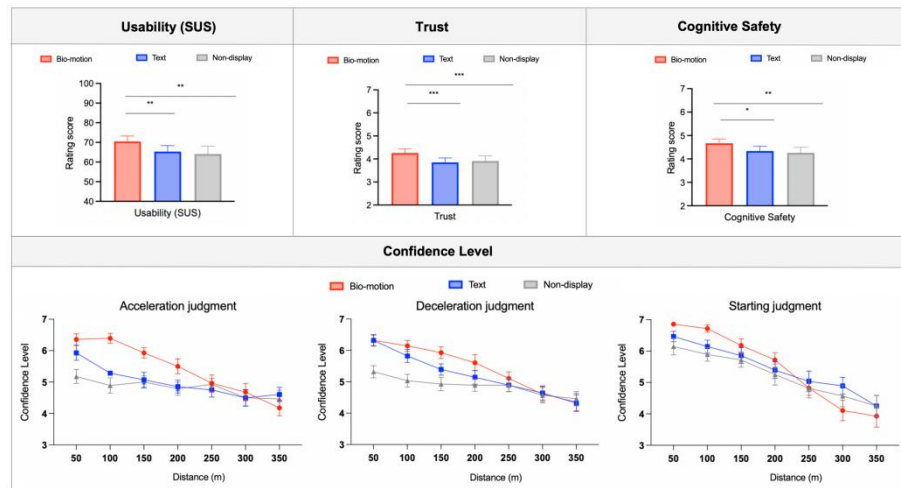 Usability (SUS)
Trust
Cognitive Safety
Bio-motion Text Non-display
Bio-motion Text Non-display
Bio-motion Text Non-display
100
90
80
70
60
50
40
Rating score
**
**
Usability (SUS)
7
6
5
4
3
2
Rating score
***
***
Trust
7
6
5
4
3
2
Rating score
**
*
Cognitive Safety
Confidence Level
Bio-motion Text Non-display
Acceleration judgment
7
6
5
4
3
Confidence Level
50 100 150 200 250 300 350
Distance (m)
Deceleration judgment
7
6
5
4
3
Confidence Level
50 100 150 200 250 300 350
Distance (m)
Starting judgment
7
6
5
4
3
Confidence Level
50 100 150 200 250 300 350
Distance (m)